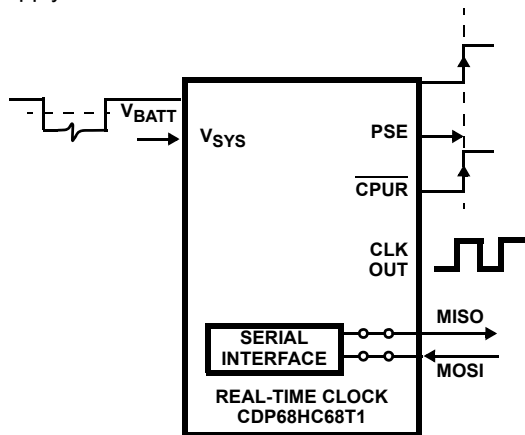 VBATT
VSYS
PSE
CPUR
CLK
OUT
MISO
SERIAL
INTERFACE
MOSI
REAL-TIME CLOCK
CDP68HC68T1